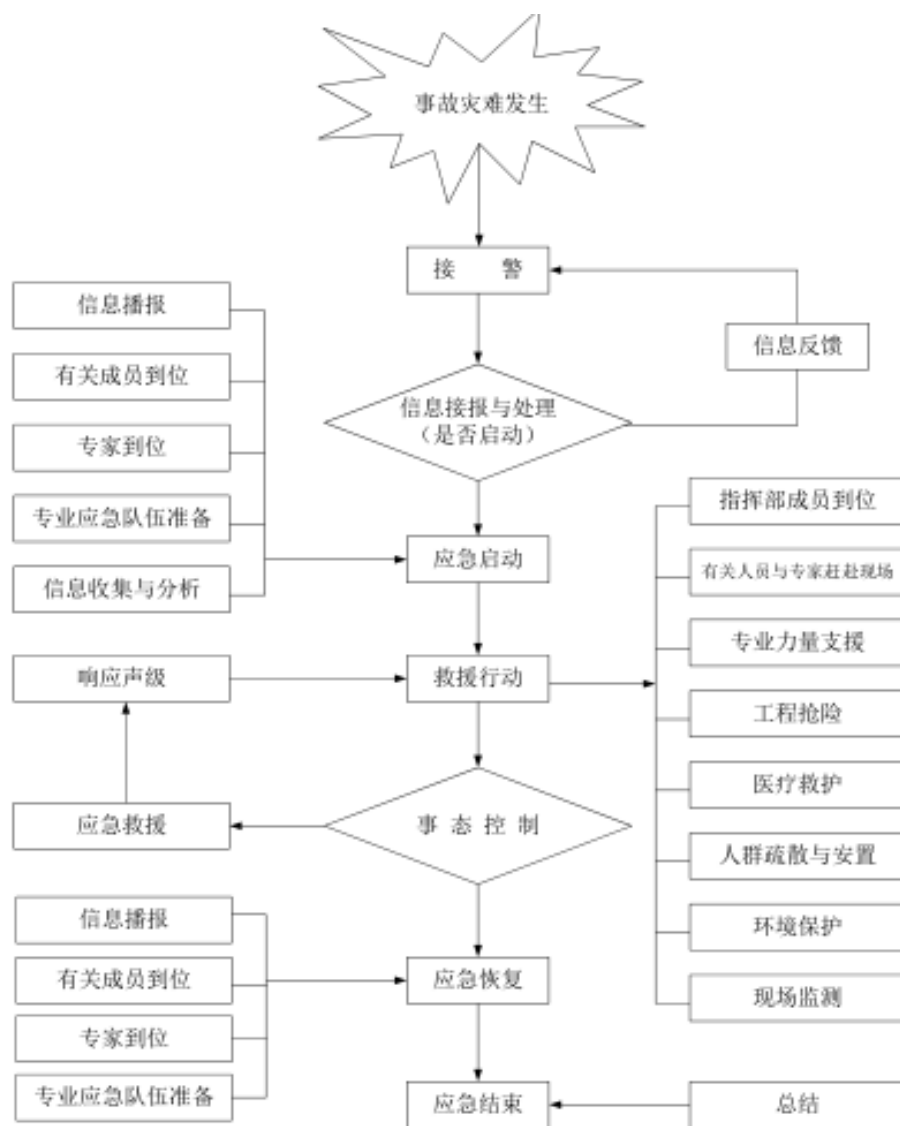 事故灾难发生
接 警
信息播报
信息反馈
有关成员到位
信息接报与处理
（是否启动）
专家到位
指挥部成员到位
专业应急队伍准备
应急启动
有关人员与专家赶赴现场
信息收集与分析
专业力量支援
响应声级
救援行动
工程抢险
医疗救护
应急救援
事 态 控 制
人群疏散与安置
信息播报
环境保护
有关成员到位
应急恢复
现场监测
专家到位
专业应急队伍准备
应急结束
总结